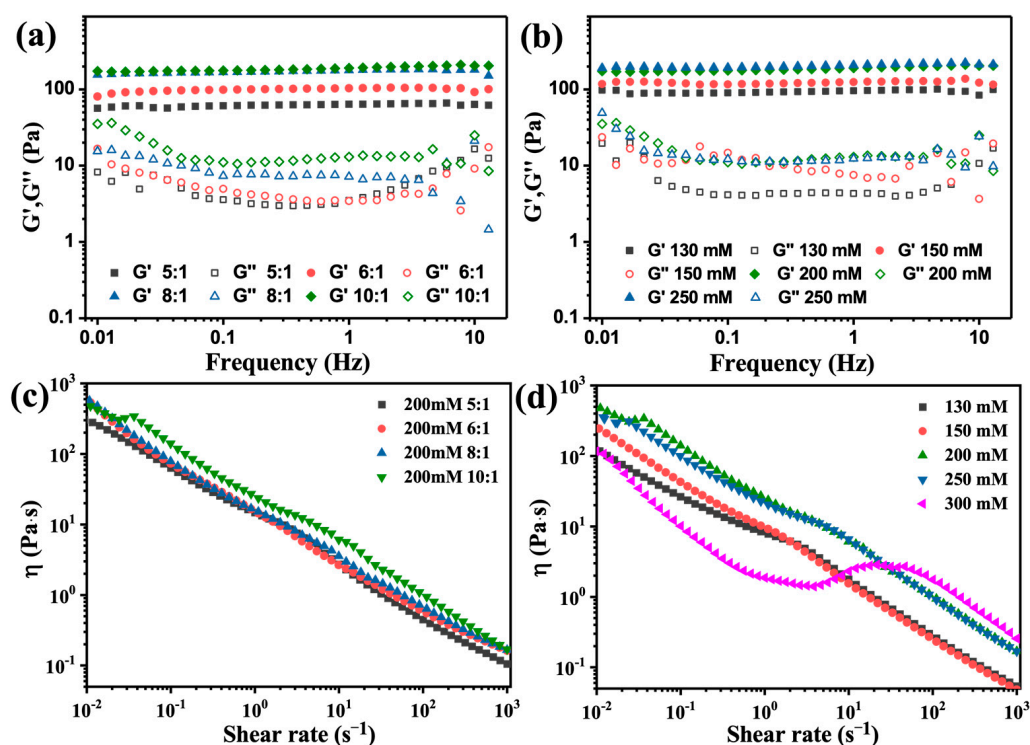 (a)
G',G'' (Pa)
100
10
1
0.1
G' 5:1 G'' 5:1 G' 6:1 G'' 6:1
G' 8:1 G'' 8:1 G' 10:1 G'' 10:1
0.01 0.1 1 10
Frequency (Hz)
(b)
G',G'' (Pa)
100
10
1
0.1
G' 130 mM G'' 130 mM G' 150 mM
G'' 150 mM G' 200 mM G'' 200 mM
G' 250 mM G'' 250 mM
0.01 0.1 1 10
Frequency (Hz)
(c)
η (Pa·s)
10³
10²
10¹
10⁰
10⁻¹
200mM 5:1
200mM 6:1
200mM 8:1
200mM 10:1
10⁻² 10⁻¹ 10⁰ 10¹ 10² 10³
Shear rate (s⁻¹)
(d)
η (Pa·s)
10³
10²
10¹
10⁰
10⁻¹
130 mM
150 mM
200 mM
250 mM
300 mM
10⁻² 10⁻¹ 10⁰ 10¹ 10² 10³
Shear rate (s⁻¹)